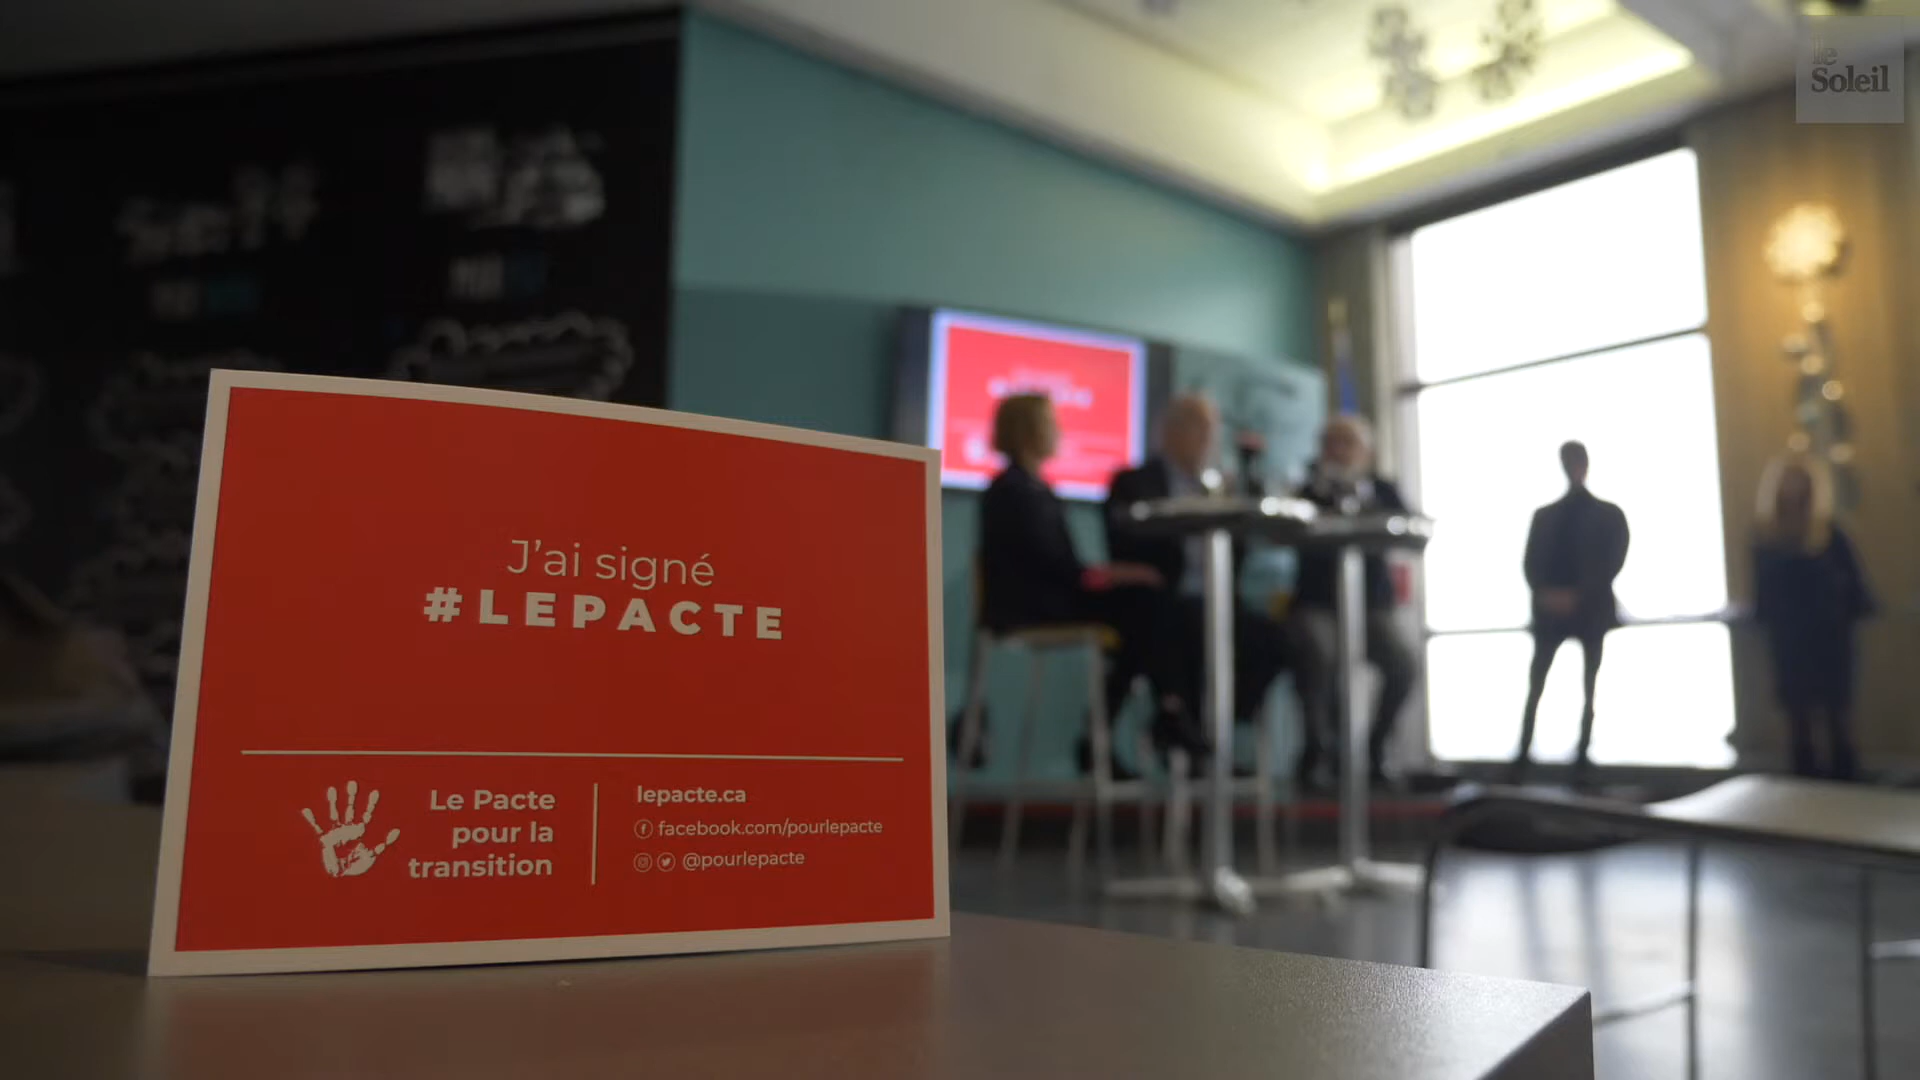 le
Soleil
J'ai signé
#LEPACTE
Le Pacte
pour la
transition
lepacte.ca
facebook.com/pourlepacte
@pourlepacte